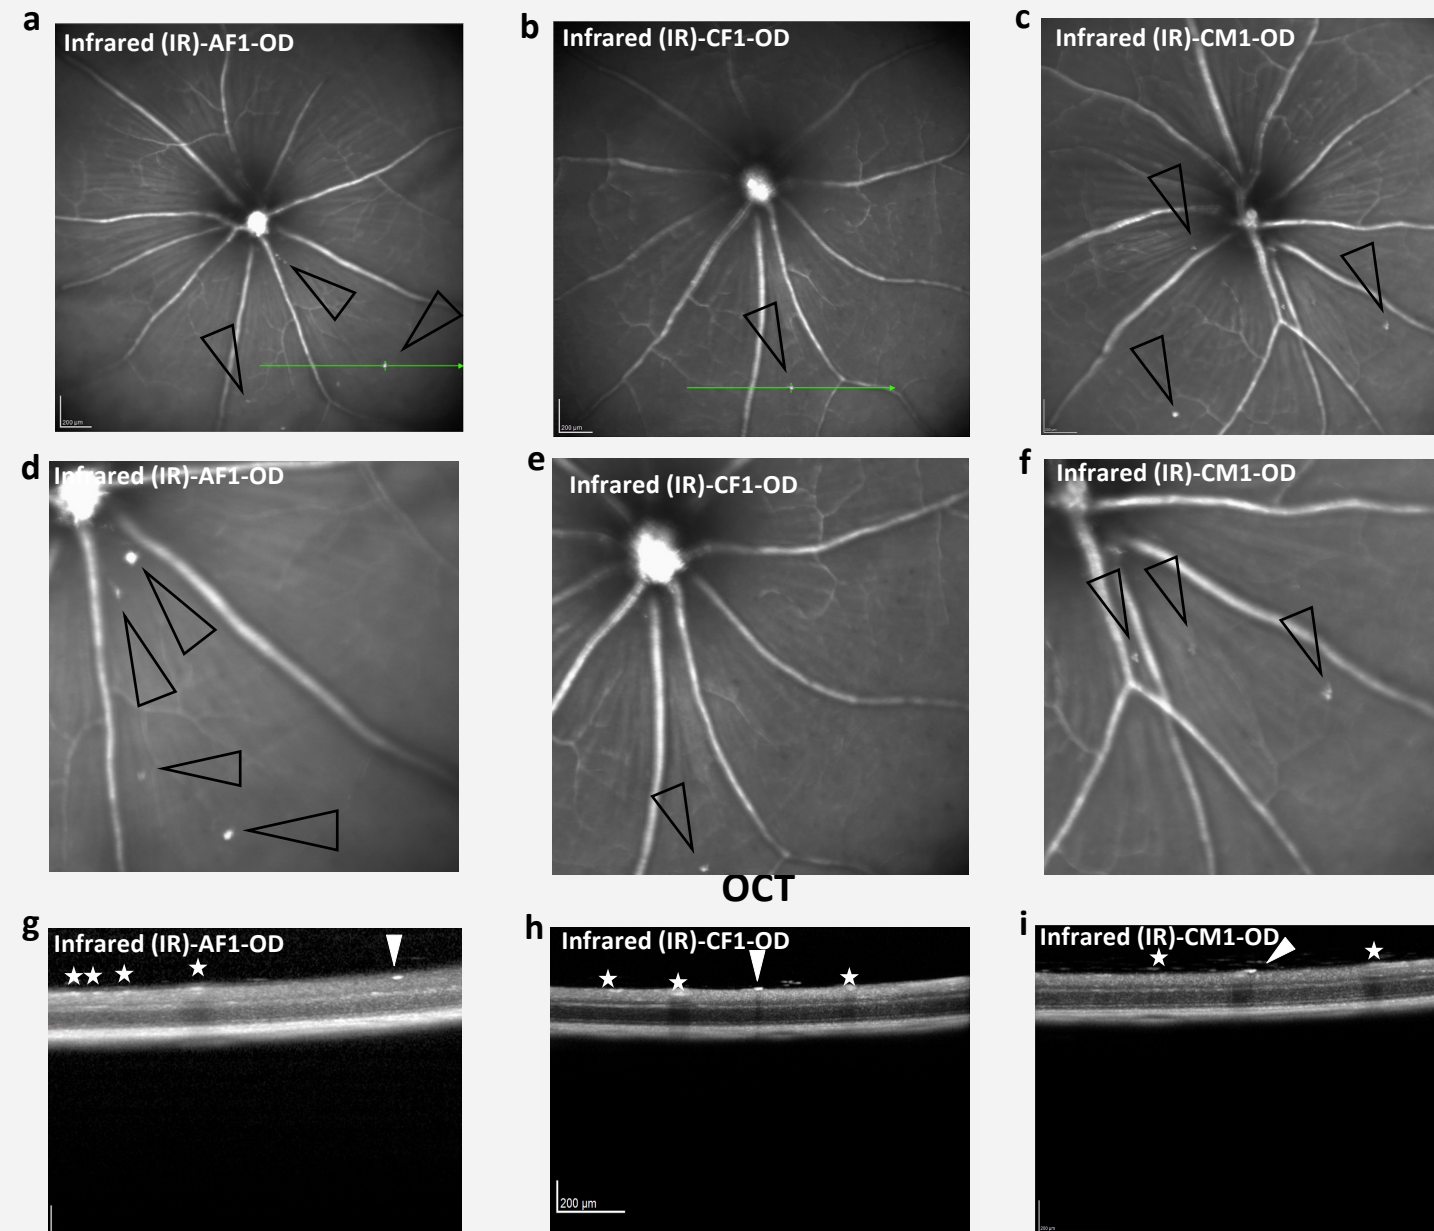 a
Infrared (IR)-AF1-OD
b
Infrared (IR)-CF1-OD
c
Infrared (IR)-CM1-OD
200 µm
200 µm
d
Infrared (IR)-AF1-OD
e
Infrared (IR)-CF1-OD
f
Infrared (IR)-CM1-OD
OCT
g
Infrared (IR)-AF1-OD
h
Infrared (IR)-CF1-OD
i
Infrared (IR)-CM1-OD
200 µm
200 µm